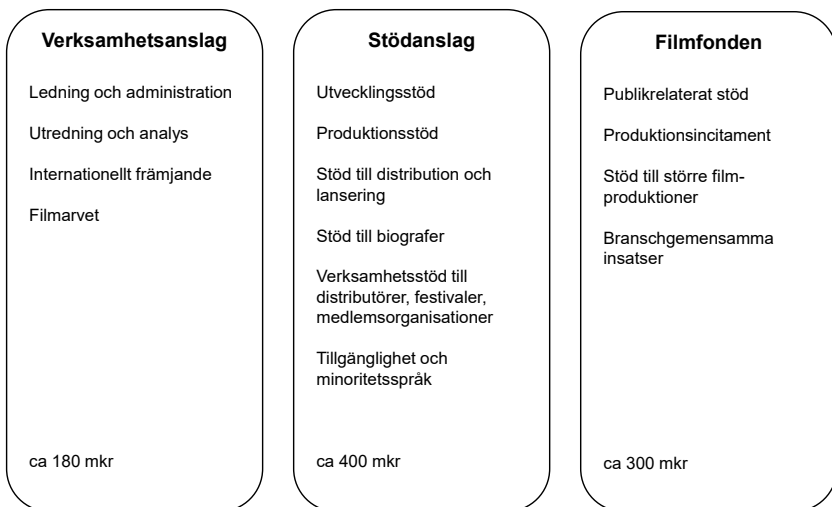 Verksamhetsanslag
Ledning och administration
Utredning och analys
Internationellt främjande
Filmarvet
ca 180 mkr
Stödanslag
Utvecklingsstöd
Produktionsstöd
Stöd till distribution och
lansering
Stöd till biografer
Verksamhetsstöd till
distributörer, festivaler,
medlemsorganisationer
Tillgänglighet och
minoritetsspråk
ca 400 mkr
Filmfonden
Publikrelaterat stöd
Produktionsincitament
Stöd till större film-
produktioner
Branschgemensamma
insatser
ca 300 mkr